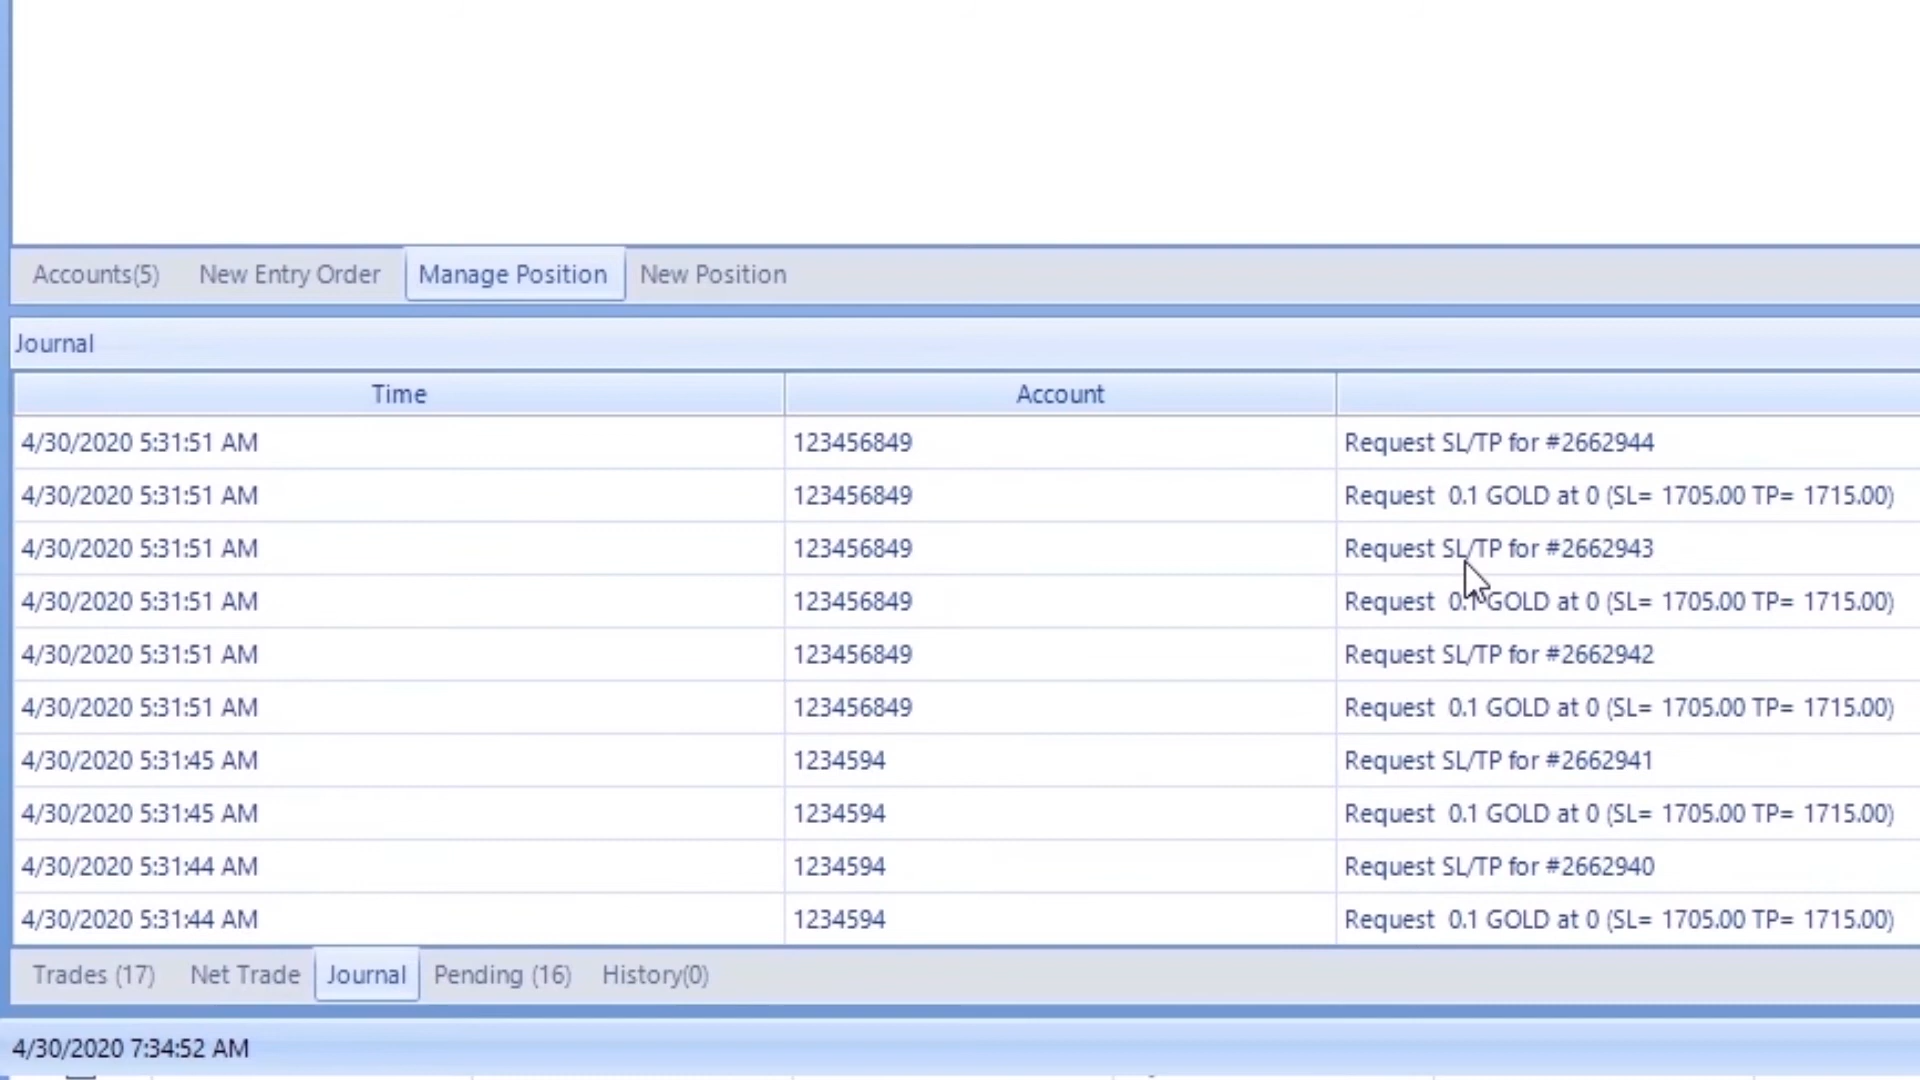 Accounts(5) New Entry Order Manage Position New Position
Journal
Time Account
4/30/2020 5:31:51 AM 123456849 Request SL/TP for #2662944
4/30/2020 5:31:51 AM 123456849 Request 0.1 GOLD at 0 (SL= 1705.00 TP= 1715.00)
4/30/2020 5:31:51 AM 123456849 Request SL/TP for #2662943
4/30/2020 5:31:51 AM 123456849 Request 0.1 GOLD at 0 (SL= 1705.00 TP= 1715.00)
4/30/2020 5:31:51 AM 123456849 Request SL/TP for #2662942
4/30/2020 5:31:51 AM 123456849 Request 0.1 GOLD at 0 (SL= 1705.00 TP= 1715.00)
4/30/2020 5:31:45 AM 1234594 Request SL/TP for #2662941
4/30/2020 5:31:45 AM 1234594 Request 0.1 GOLD at 0 (SL= 1705.00 TP= 1715.00)
4/30/2020 5:31:44 AM 1234594 Request SL/TP for #2662940
4/30/2020 5:31:44 AM 1234594 Request 0.1 GOLD at 0 (SL= 1705.00 TP= 1715.00)
Trades (17) Net Trade Journal Pending (16) History(0)
4/30/2020 7:34:52 AM